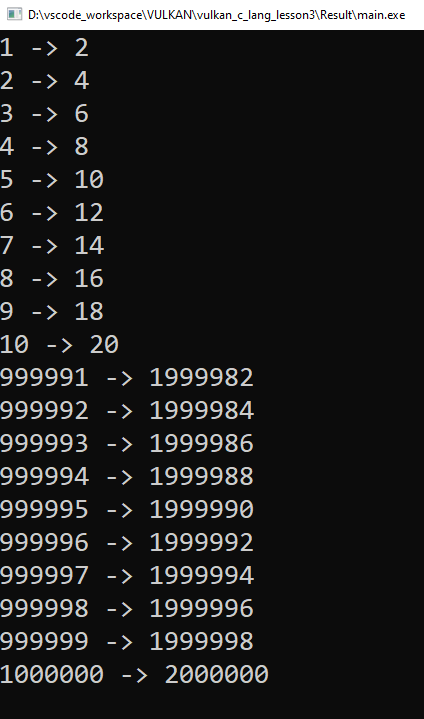 D:\vscode_workspace\VULKAN\vulkan_c_lang_lesson3\Result\main.exe
1 -> 2
2 -> 4
3 -> 6
4 -> 8
5 -> 10
6 -> 12
7 -> 14
8 -> 16
9 -> 18
10 -> 20
999991 -> 1999982
999992 -> 1999984
999993 -> 1999986
999994 -> 1999988
999995 -> 1999990
999996 -> 1999992
999997 -> 1999994
999998 -> 1999996
999999 -> 1999998
1000000 -> 2000000